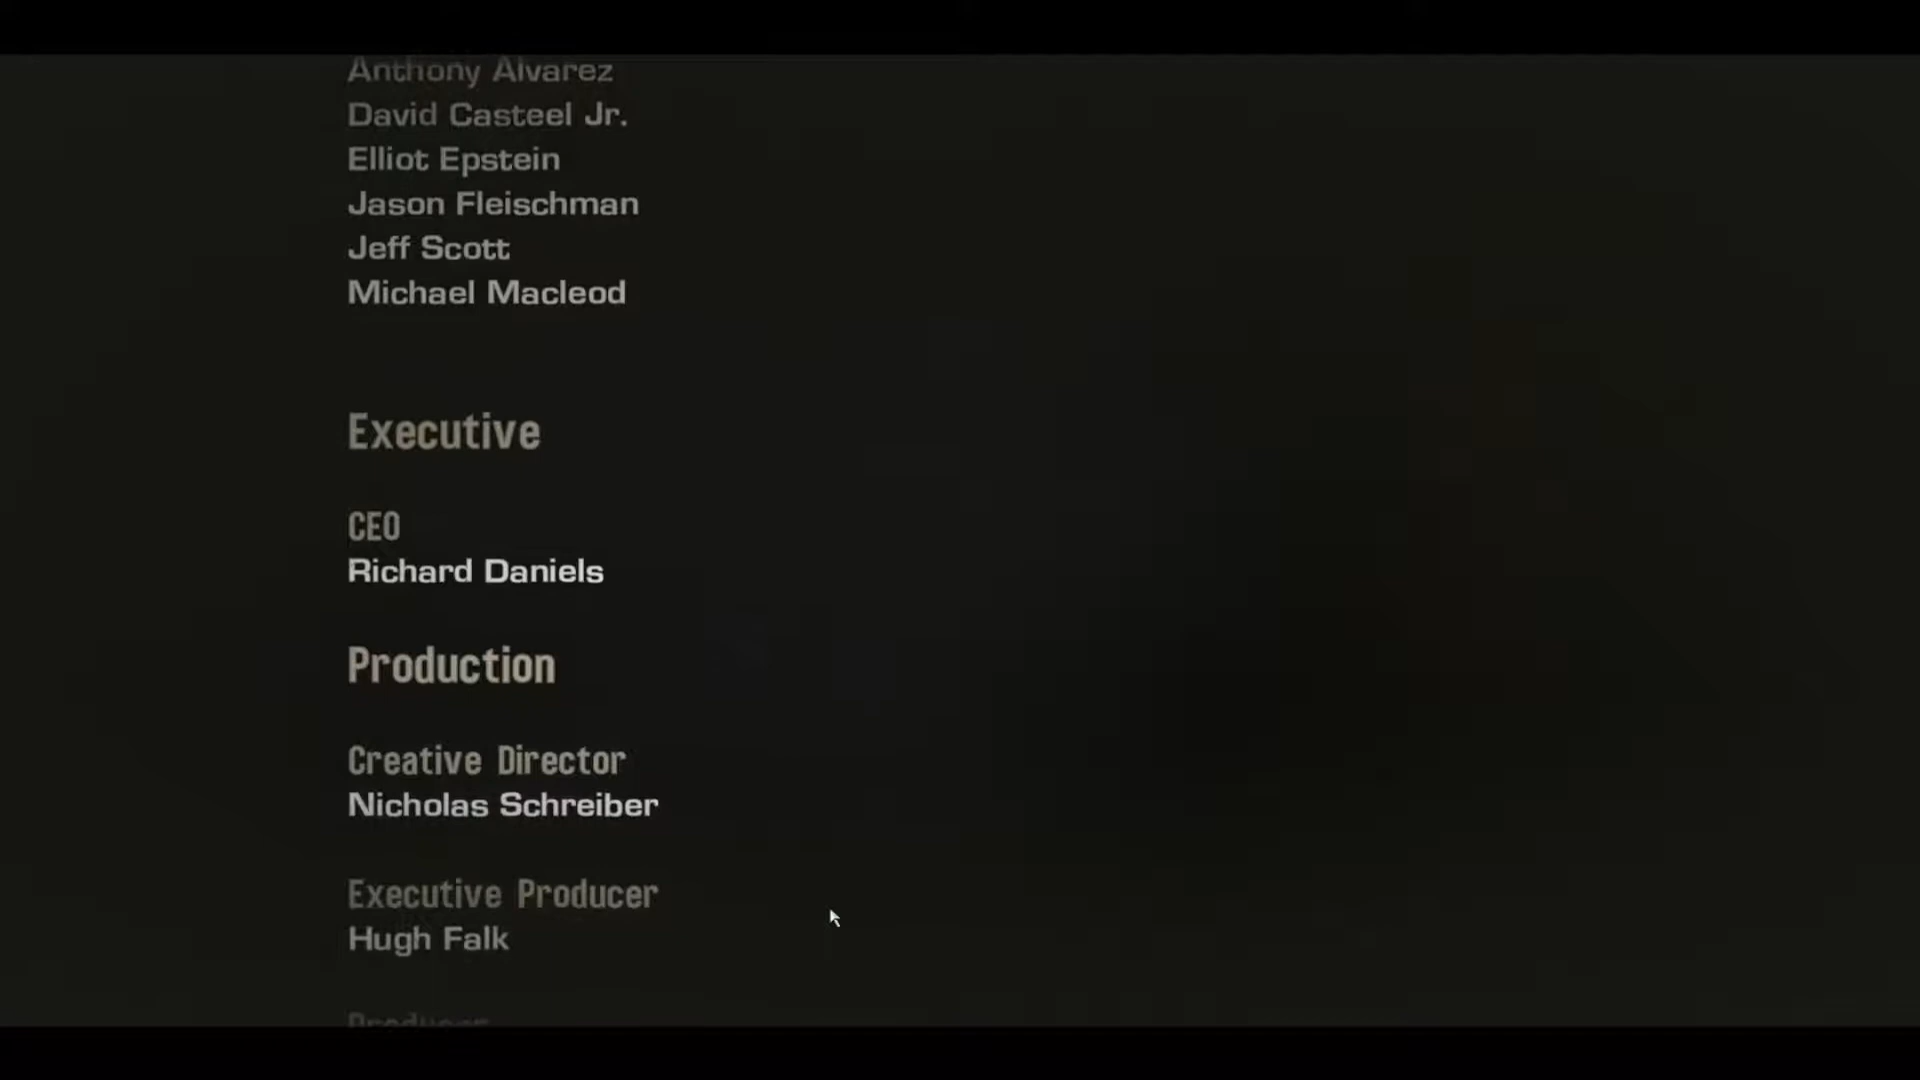 Anthony Alvarez
David Casteel Jr.
Elliot Epstein
Jason Fleischman
Jeff Scott
Michael Macleod
Executive
CEO
Richard Daniels
Production
Creative Director
Nicholas Schreiber
Executive Producer
Hugh Falk
Producer